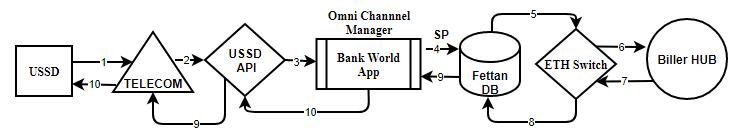 Omni Channnel
Manager
SP
5
USSD
1
10
TELECOM
2
USSD
API
3
Bank World
App
4
9
Fettan
DB
ETH Switch
6
7
Biller HUB
9
10
8